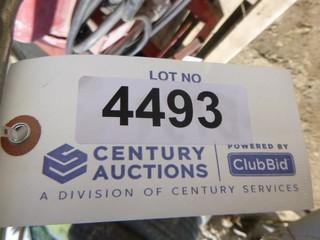 LOT NO
4493
CENTURY AUCTIONS
POWERED BY
ClubBid
A DIVISION OF CENTURY SERVICES